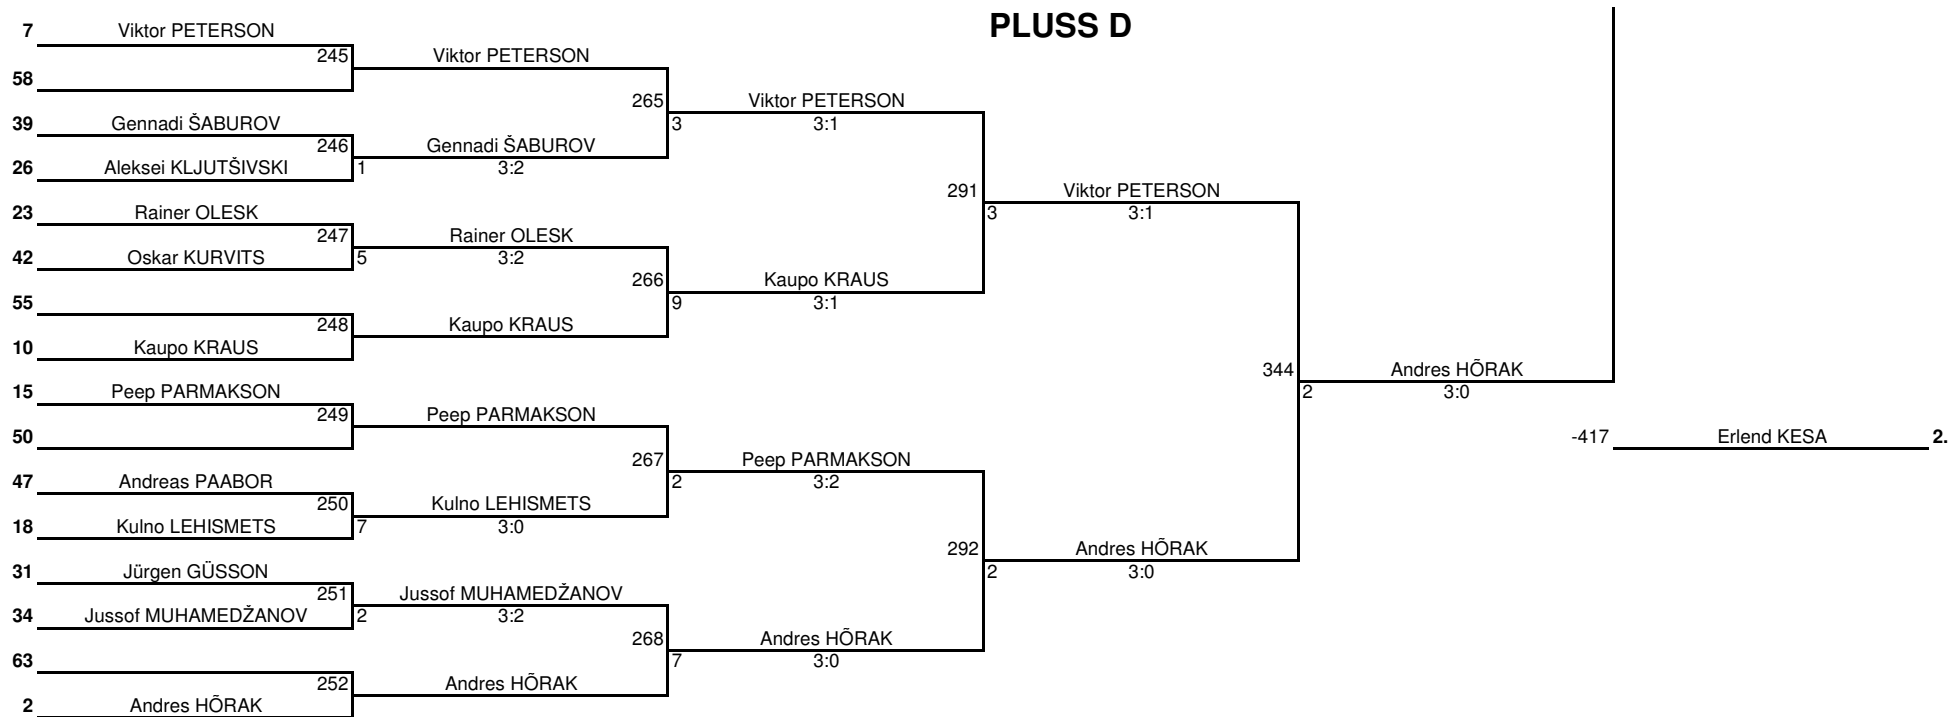 PLUSS D
7 Viktor PETERSON
245 Viktor PETERSON
58
265 Viktor PETERSON
39 Gennadi ŠABUROV
3 3:1
246 Gennadi ŠABUROV
26 Aleksei KLJUTŠIVSKI 1 3:2
291 Viktor PETERSON
23 Rainer OLESK
3 3:1
247 Rainer OLESK
42 Oskar KURVITS 5 3:2
266 Kaupo KRAUS
55
9 3:1
248 Kaupo KRAUS
10 Kaupo KRAUS
344 Andres HÕRAK
15 Peep PARMAKSON
2 3:0
249 Peep PARMAKSON
50
-417 Erlend KESA 2.
267 Peep PARMAKSON
47 Andreas PAABOR
2 3:2
250 Kulno LEHISMETS
18 Kulno LEHISMETS 7 3:0
292 Andres HÕRAK
31 Jürgen GÜSSON
2 3:0
251 Jussof MUHAMEDŽANOV
34 Jussof MUHAMEDŽANOV 2 3:2
268 Andres HÕRAK
63
7 3:0
252 Andres HÕRAK
2 Andres HÕRAK